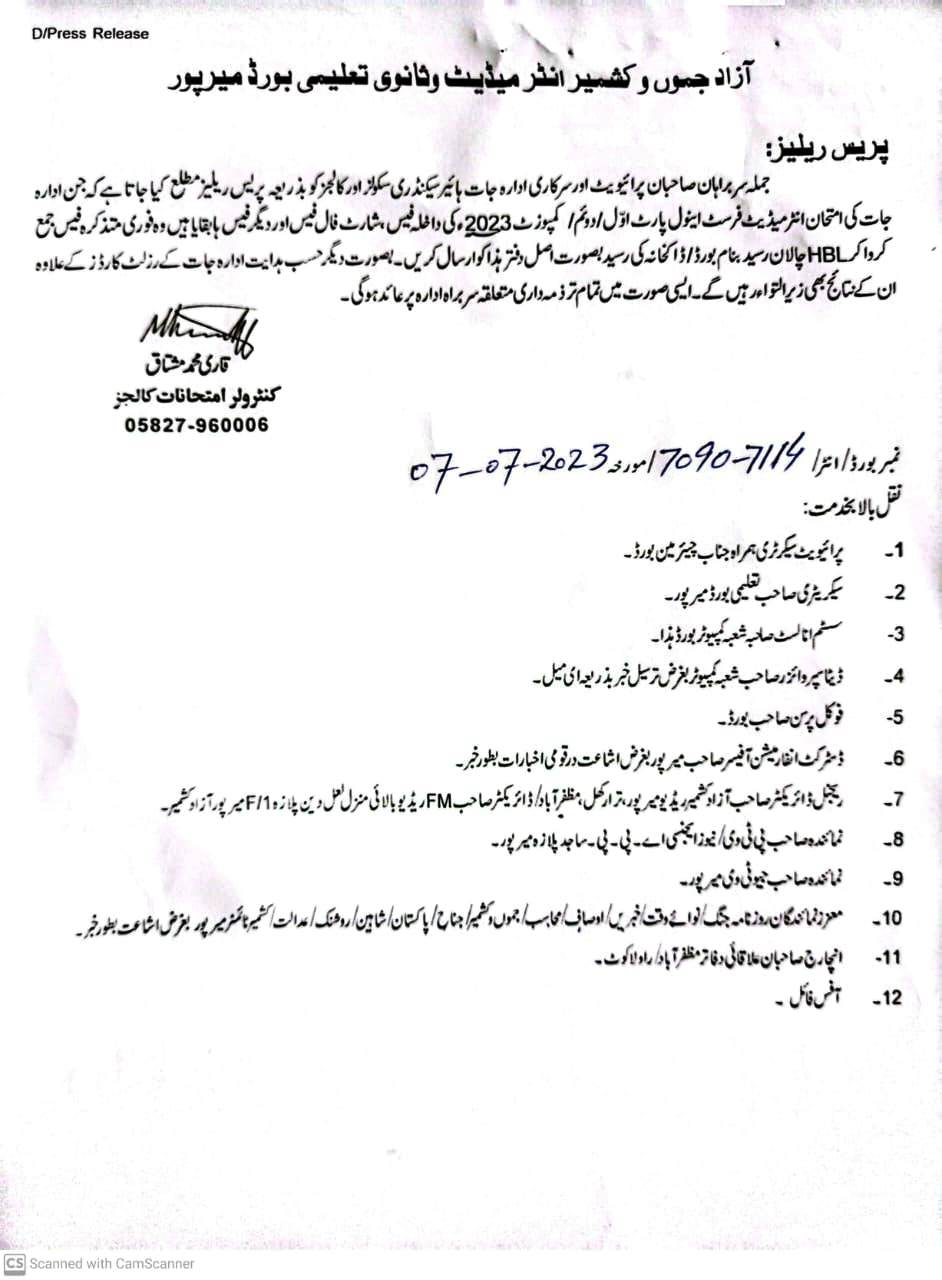 D/Press Release
آزاد جموں و کشمیر انٹر میڈیٹ و ثانوی تعلیمی بورڈ میرپور
پریس ریلیز:
جملہ سربراہان صاحبان پرائیویٹ اور سرکاری ادارہ جات ہائیر سیکنڈری سکولز اور کالجز کو بذریعہ پریس ریلیز مطلع کیا جاتا ہے کہ جن ادارہ
جات کی امتحان انٹرمیڈیٹ فرسٹ اینول پارٹ اوّل/دوئم/کمپوزٹ 2023ء کی داخلہ فیس، شارٹ فال فیس اور دیگر فیس ہا بقایا ہیں وہ فوری متذکرہ فیس جمع
کروا کر HBL چالان رسید بنام بورڈ/ڈاکخانہ کی رسید بصورت اصل دفتر ہذا کو ارسال کریں۔ بصورت دیگر حسب ہدایت ادارہ جات کے رزلٹ کارڈز کے علاوہ
ان کے نتائج بھی زیر التواء رہیں گے۔ ایسی صورت میں تمام تر ذمہ داری متعلقہ سربراہ ادارہ پر عائد ہوگی۔
قاری محمد مشتاق
کنٹرولر امتحانات کالجز
05827-960006
نمبر بورڈ/انٹر/7090-7114/مورخہ 07-07-2023
نقل بالا بخدمت:
1۔ پرائیویٹ سیکرٹری ہمراہ جناب چیئرمین بورڈ۔
2۔ سیکریٹری صاحب تعلیمی بورڈ میرپور۔
3- سسٹم انالسٹ صاحبہ شعبہ کمپیوٹر بورڈ ہذا۔
4۔ ڈیٹا سپروائزر صاحب شعبہ کمپیوٹر بغرض ترسیل خبر بذریعہ ای میل۔
5- فوکل پرسن صاحب بورڈ۔
6۔ ڈسٹرکٹ انفارمیشن آفیسر صاحب میرپور بغرض اشاعت در قومی اخبارات بطور خبر۔
7۔ ریجنل ڈائریکٹر صاحب آزاد کشمیر ریڈیو میرپور، تراڑکھل، مظفرآباد/ڈائریکٹر صاحب FM ریڈیو بالائی منزل لعل دین پلازہ F/1 میرپور آزاد کشمیر۔
8۔ نمائندہ صاحب پی ٹی وی/نیوز ایجنسی اے۔پی۔پی۔ ساجد پلازہ میرپور۔
9۔ نمائندہ صاحب جیو ٹی وی میرپور۔
10۔ معزز نمائندگان روزنامہ جنگ/نوائے وقت/خبریں/اوصاف/محاسب/جموں و کشمیر/جناح/پاکستان/شاہین/روشنک/عدالت/کشمیر ٹائمز میرپور بغرض اشاعت بطور خبر۔
11- انچارج صاحبان علاقائی دفاتر مظفرآباد/راولاکوٹ۔
12۔ آفس فائل۔
CS Scanned with CamScanner